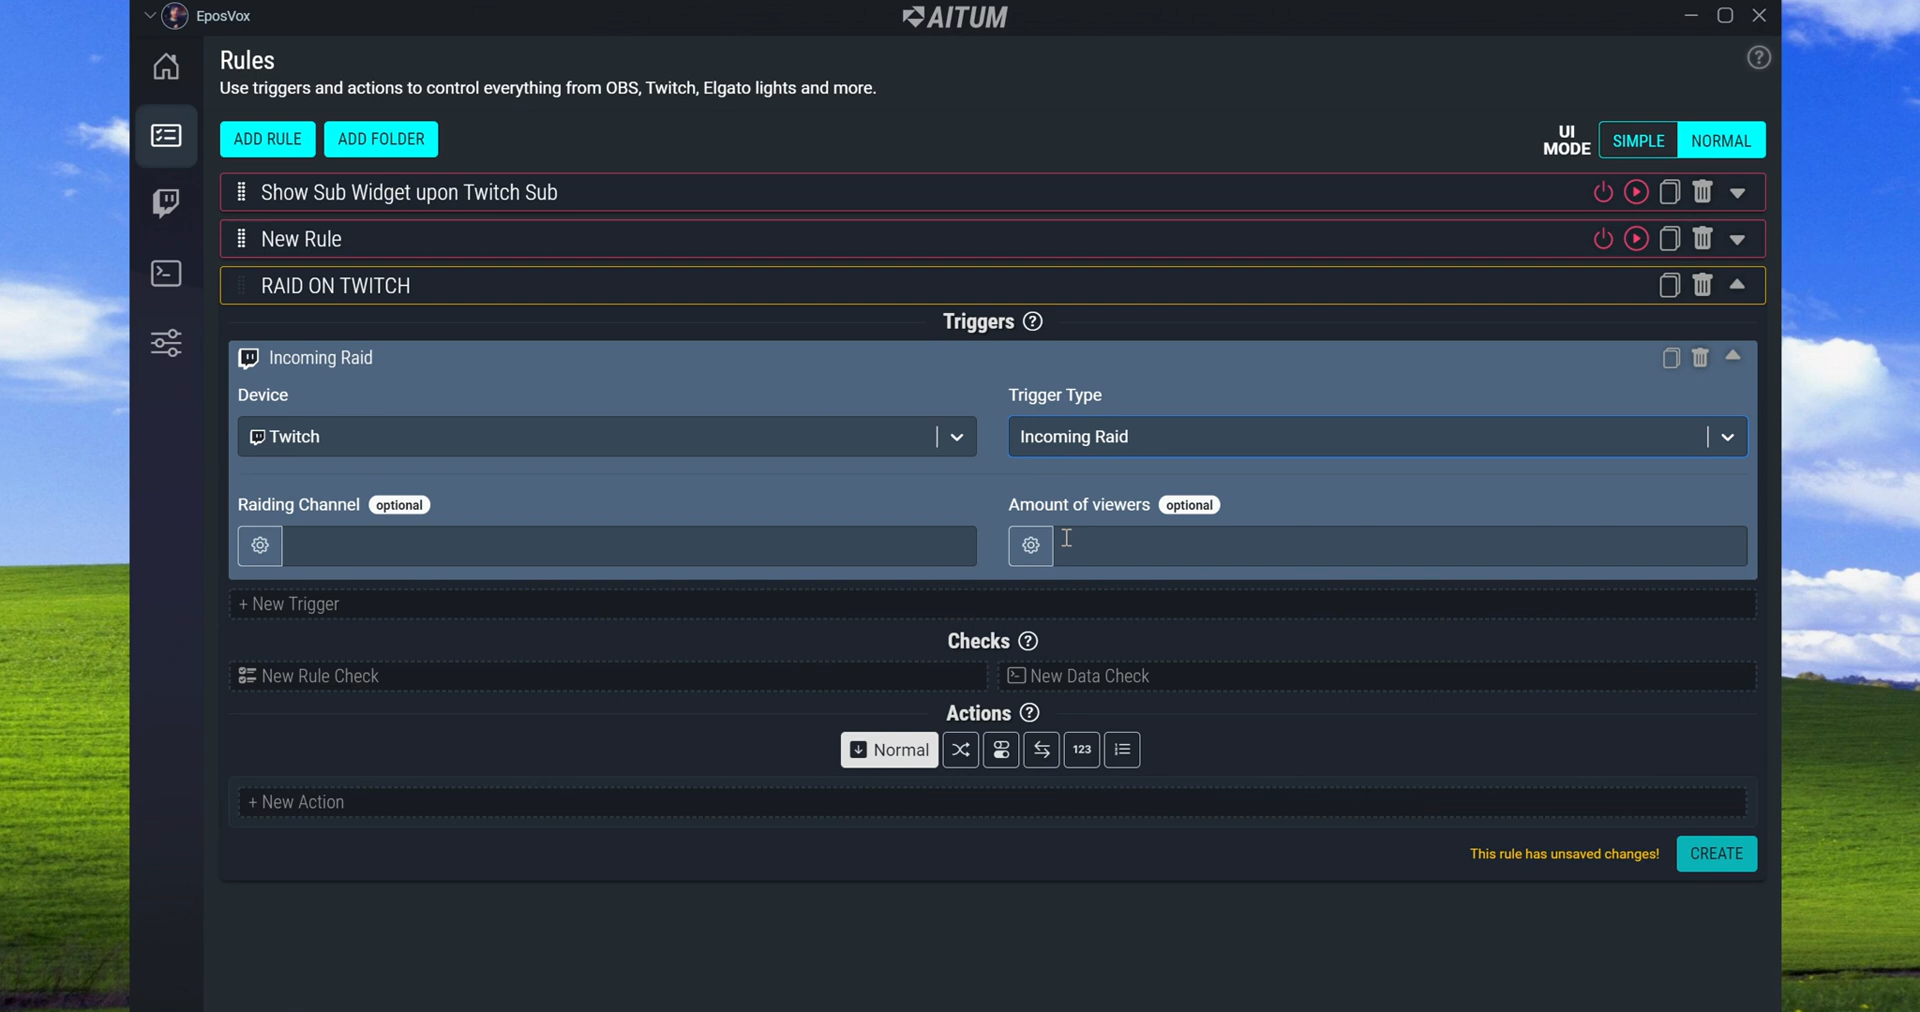 EposVox
AITUM
Rules
Use triggers and actions to control everything from OBS, Twitch, Elgato lights and more.
ADD RULE
ADD FOLDER
UI MODE
SIMPLE
NORMAL
Show Sub Widget upon Twitch Sub
New Rule
RAID ON TWITCH
Triggers
Incoming Raid
Device
Trigger Type
Twitch
Incoming Raid
Raiding Channel optional
Amount of viewers optional
+ New Trigger
Checks
New Rule Check
New Data Check
Actions
Normal
123
+ New Action
This rule has unsaved changes!
CREATE